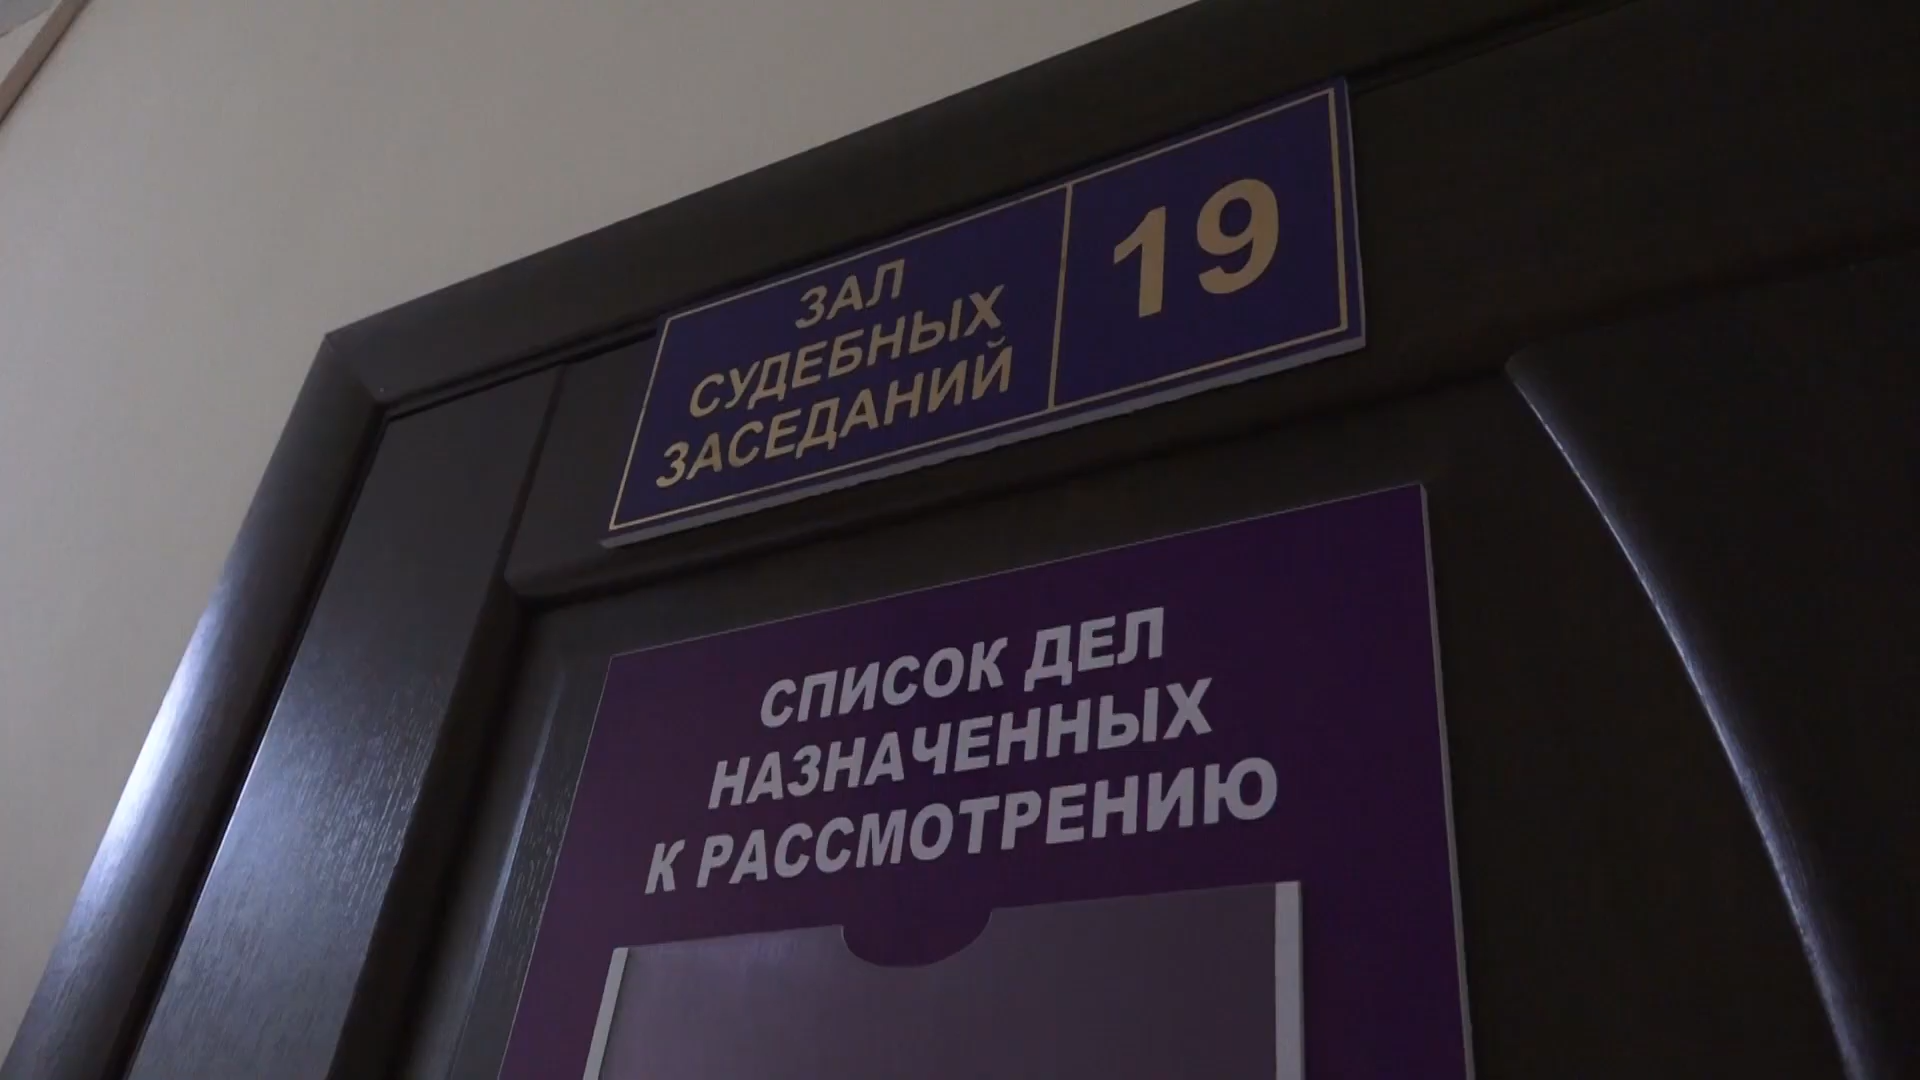 ЗАЛ
СУДЕБНЫХ
ЗАСЕДАНИЙ
19
СПИСОК ДЕЛ
НАЗНАЧЕННЫХ
К РАССМОТРЕНИЮ